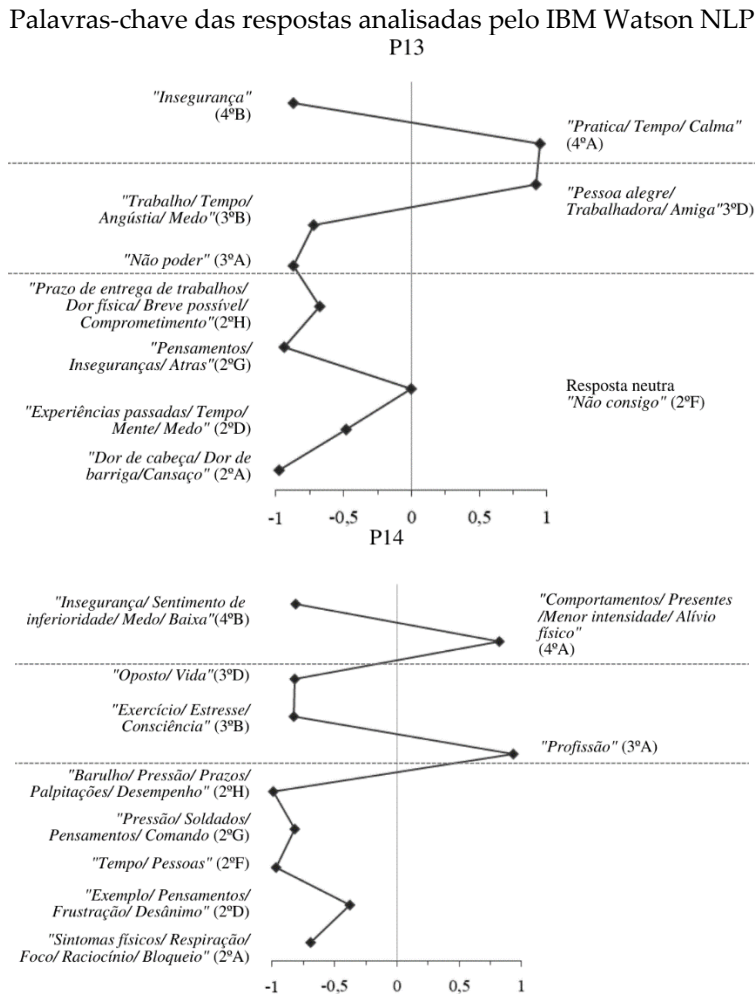 Palavras-chave das respostas analisadas pelo IBM Watson NLP
P13
"Insegurança"
(4ºB)
"Pratica/ Tempo/ Calma"
(4ºA)
"Trabalho/ Tempo/
Angústia/ Medo"(3ºB)
"Pessoa alegre/
Trabalhadora/ Amiga"3ºD)
"Não poder" (3ºA)
"Prazo de entrega de trabalhos/
Dor física/ Breve possível/
Comprometimento"(2ºH)
"Pensamentos/
Inseguranças/ Atras"(2ºG)
Resposta neutra
"Não consigo" (2ºF)
"Experiências passadas/ Tempo/
Mente/ Medo" (2ºD)
"Dor de cabeça/ Dor de
barriga/Cansaço" (2ºA)
-1 -0,5 0 0,5 1
P14
"Insegurança/ Sentimento de
inferioridade/ Medo/ Baixa"(4ºB)
"Comportamentos/ Presentes
/Menor intensidade/ Alívio
físico"
(4ºA)
"Oposto/ Vida"(3ºD)
"Exercício/ Estresse/
Consciência" (3ºB)
"Profissão" (3ºA)
"Barulho/ Pressão/ Prazos/
Palpitações/ Desempenho" (2ºH)
"Pressão/ Soldados/
Pensamentos/ Comando (2ºG)
"Tempo/ Pessoas" (2ºF)
"Exemplo/ Pensamentos/
Frustração/ Desânimo" (2ºD)
"Sintomas físicos/ Respiração/
Foco/ Raciocínio/ Bloqueio" (2ºA)
-1 -0,5 0 0,5 1